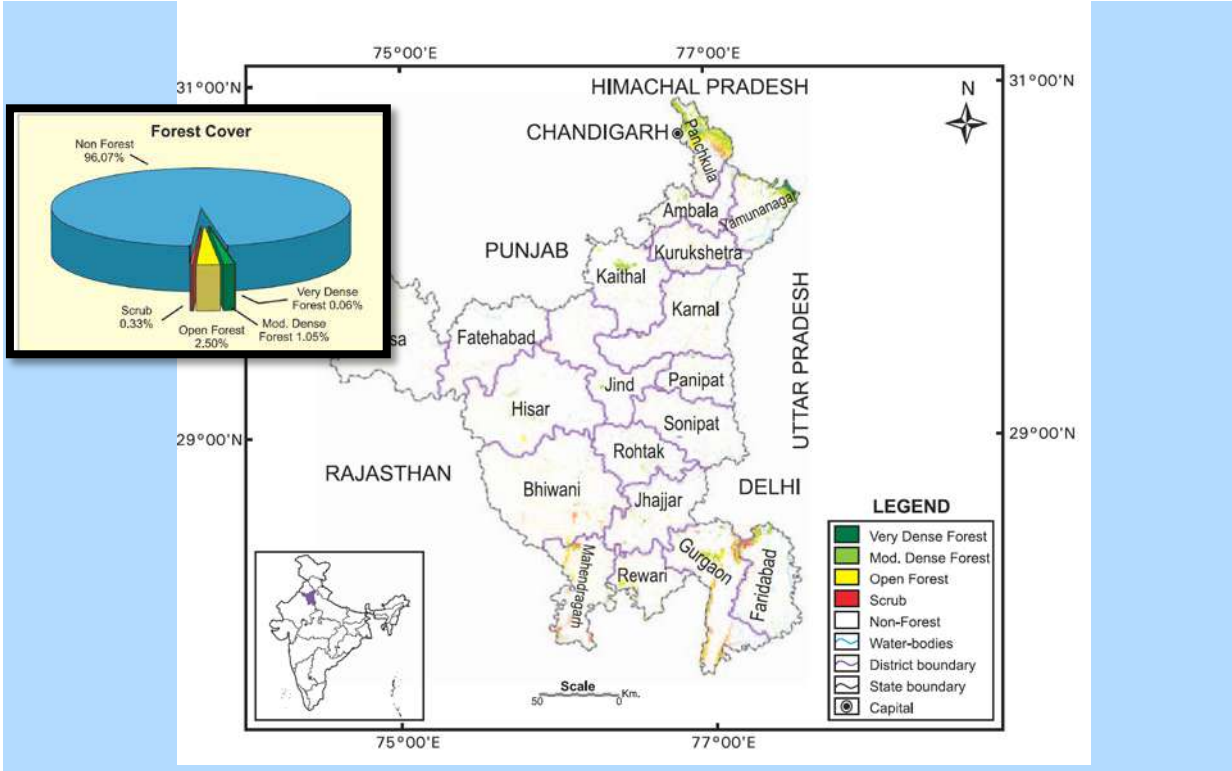 75°00'E
77°00'E
31°00'N
HIMACHAL PRADESH
31°00'N
N
CHANDIGARH
Panchkula
Forest Cover
Non Forest
96.07%
Very Dense
Forest 0.06%
Scrub
0.33%
Open Forest
2.50%
Mod. Dense
Forest 1.05%
Ambala
Yamunanagar
PUNJAB
Kurukshetra
Kaithal
Karnal
UTTAR PRADESH
sa
Fatehabad
Jind
Panipat
Hisar
Sonipat
29°00'N
29°00'N
Rohtak
RAJASTHAN
Bhiwani
Jhajjar
DELHI
Mahendragarh
Rewari
Gurgaon
Faridabad
LEGEND
Very Dense Forest
Mod. Dense Forest
Open Forest
Scrub
Non-Forest
Water-bodies
District boundary
State boundary
Capital
Scale
50 0 Km.
75°00'E
77°00'E